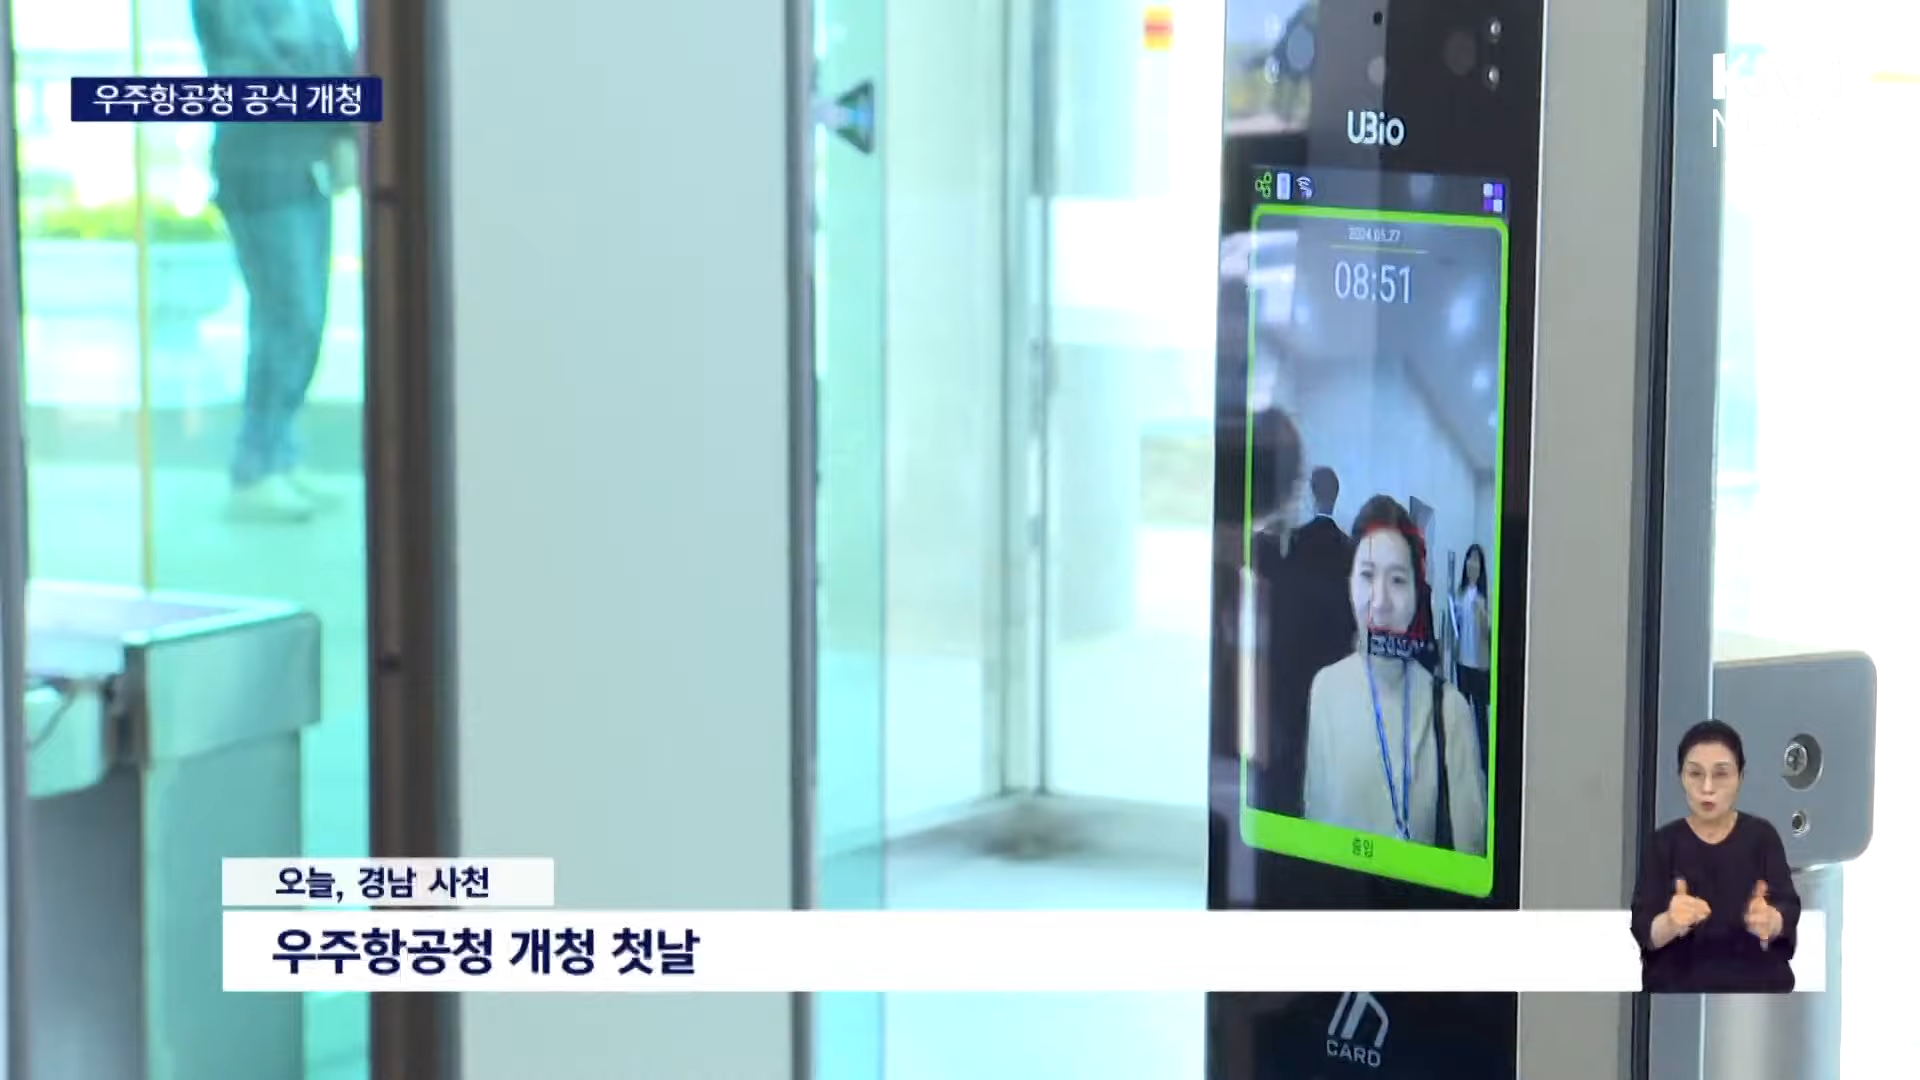 우주항공청 공식 개청
UBio
2024.05.27
08:51
출입
오늘, 경남 사천
우주항공청 개청 첫날
CARD